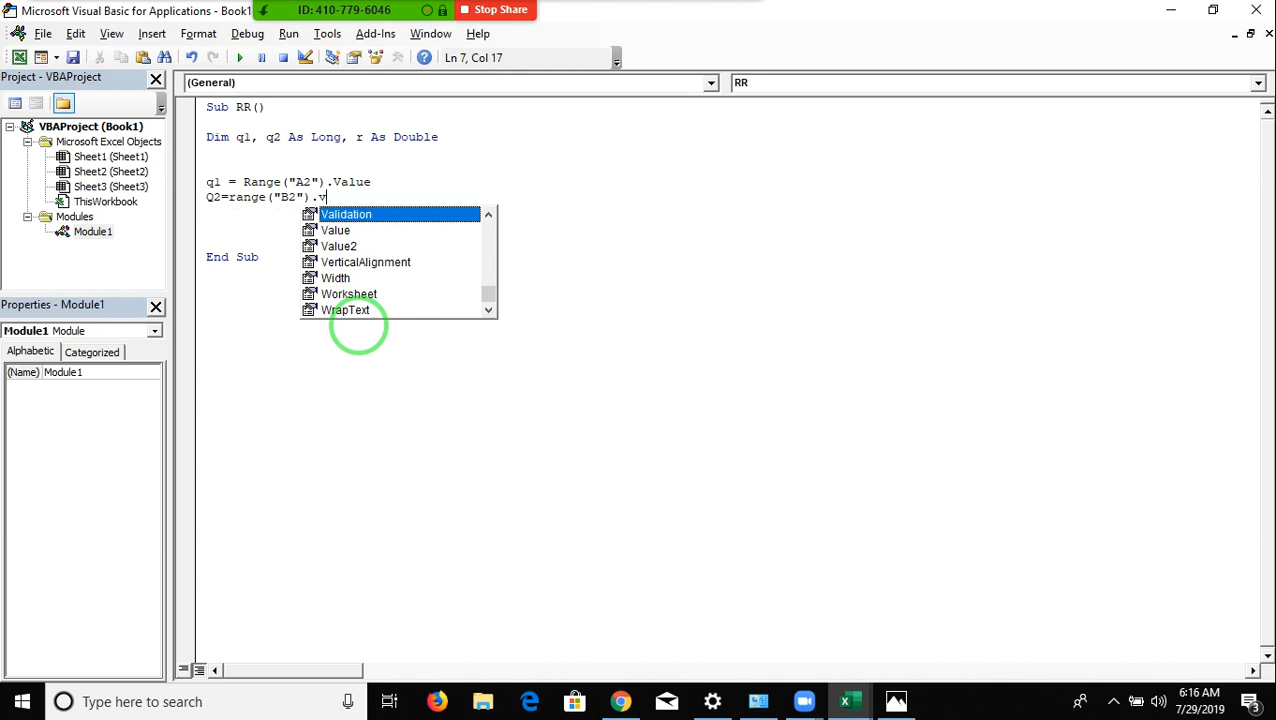 Microsoft Visual Basic for Applications - Book1
ID: 410-779-6046
Stop Share
File Edit View Insert Format Debug Run Tools Add-Ins Window Help
Ln 7, Col 17
Project - VBAProject
(General)
RR
VBAProject (Book1)
Microsoft Excel Objects
Sheet1 (Sheet1)
Sheet2 (Sheet2)
Sheet3 (Sheet3)
ThisWorkbook
Modules
Module1
Sub RR()
Dim q1, q2 As Long, r As Double
q1 = Range("A2").Value
Q2=range("B2").v
Validation
Value
Value2
VerticalAlignment
Width
Worksheet
WrapText
End Sub
Properties - Module1
Module1 Module
Alphabetic Categorized
(Name) Module1
Type here to search
6:16 AM
7/29/2019
3